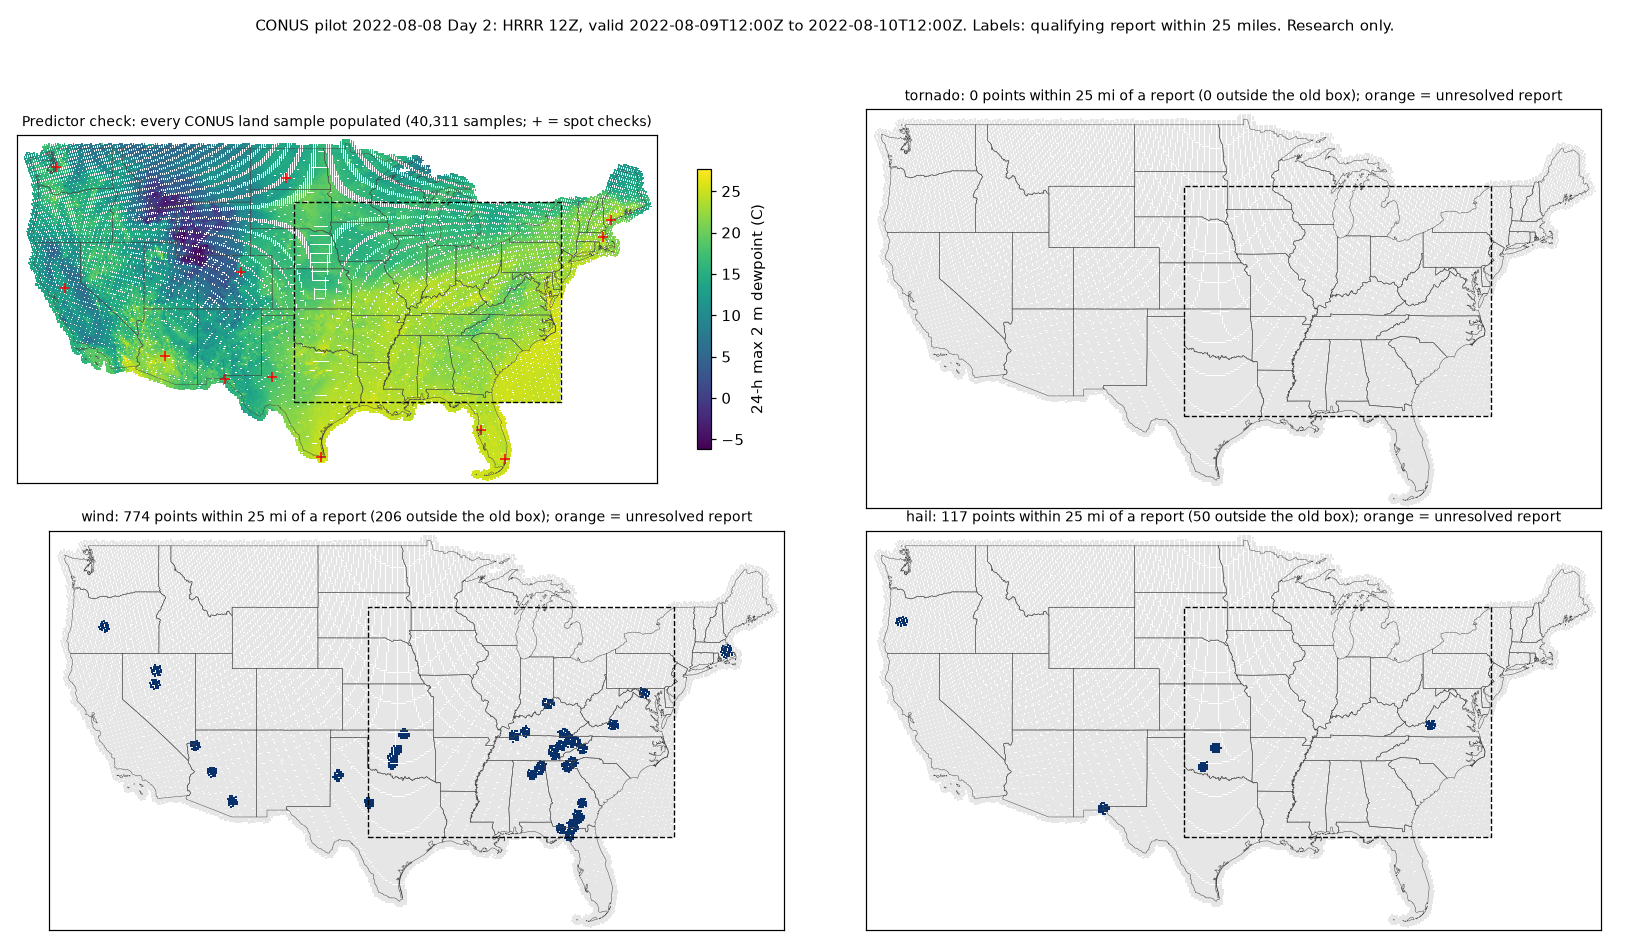 CONUS pilot 2022-08-08 Day 2: HRRR 12Z, valid 2022-08-09T12:00Z to 2022-08-10T12:00Z. Labels: qualifying report within 25 miles. Research only.
Predictor check: every CONUS land sample populated (40,311 samples; + = spot checks)
25
20
15
10
5
0
−5
24-h max 2 m dewpoint (C)
tornado: 0 points within 25 mi of a report (0 outside the old box); orange = unresolved report
wind: 774 points within 25 mi of a report (206 outside the old box); orange = unresolved report
hail: 117 points within 25 mi of a report (50 outside the old box); orange = unresolved report